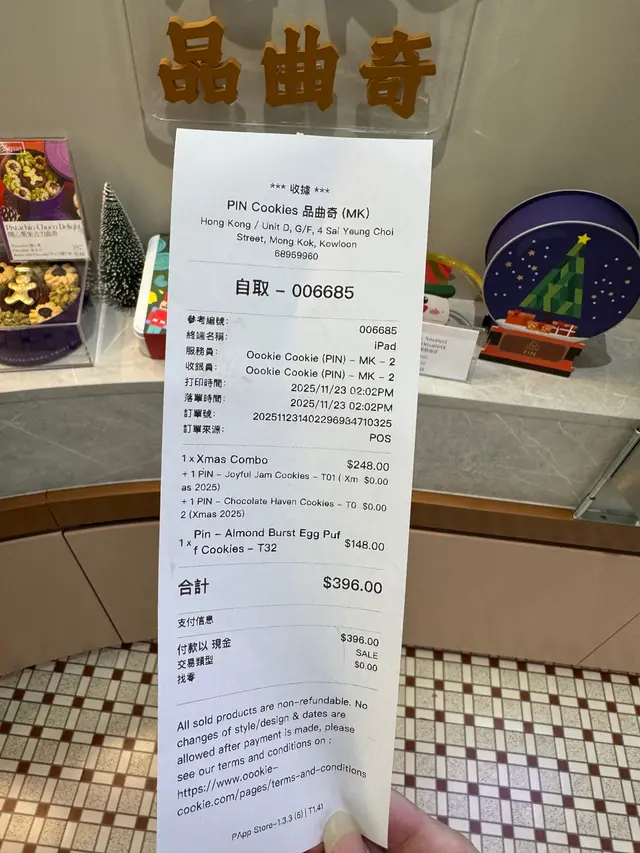 品曲奇
*** 收據 ***
PIN Cookies 品曲奇 (MK)
Hong Kong / Unit D, G/F, 4 Sai Yeung Choi
Street, Mong Kok, Kowloon
68959960
自取 - 006685
參考編號: 006685
終端名稱: iPad
服務員: Oookie Cookie (PIN) - MK - 2
收銀員: Oookie Cookie (PIN) - MK - 2
打印時間: 2025/11/23 02:02PM
落單時間: 2025/11/23 02:02PM
訂單號: 202511231402296984710325
訂單來源: POS
1 x Xmas Combo $248.00
+ 1 PIN - Joyful Jam Cookies - T01 ( Xm $0.00
as 2025)
+ 1 PIN - Chocolate Haven Cookies - T0 $0.00
2 (Xmas 2025)
1 x Pin - Almond Burst Egg Puf $148.00
f Cookies - T32
合計 $396.00
支付信息
付款以 現金 $396.00
交易類型 SALE
找零 $0.00
All sold products are non-refundable. No
changes of style/design & dates are
allowed after payment is made, please
see our terms and conditions on :
https://www.oookie-
cookie.com/pages/terms-and-conditions
PApp Store-1.3.3 (5) | T1.41
Xmas
Pistachio Choco Delight
PIN